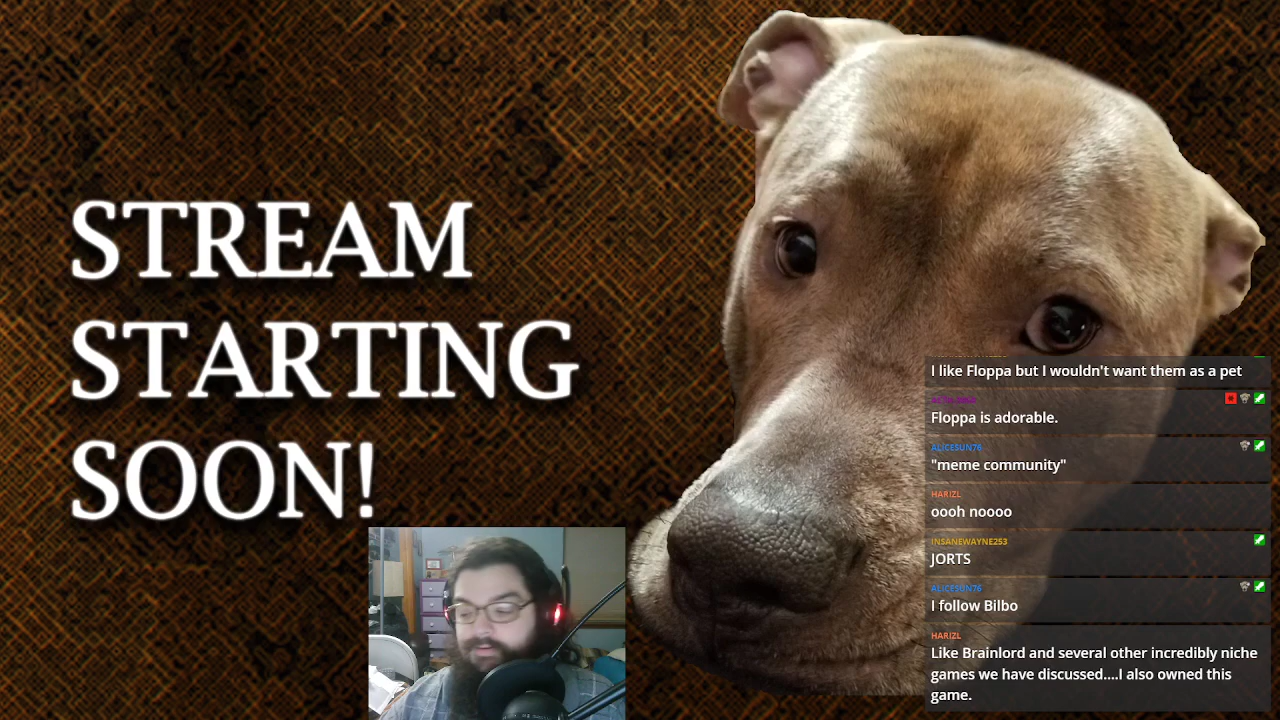 STREAM
STARTING
SOON!
I like Floppa but I wouldn't want them as a pet
Floppa is adorable.
ALICESUN76
"meme community"
HARIZL
oooh noooo
INSANEWAYNE253
JORTS
ALICESUN76
I follow Bilbo
HARIZL
Like Brainlord and several other incredibly niche
games we have discussed....I also owned this
game.